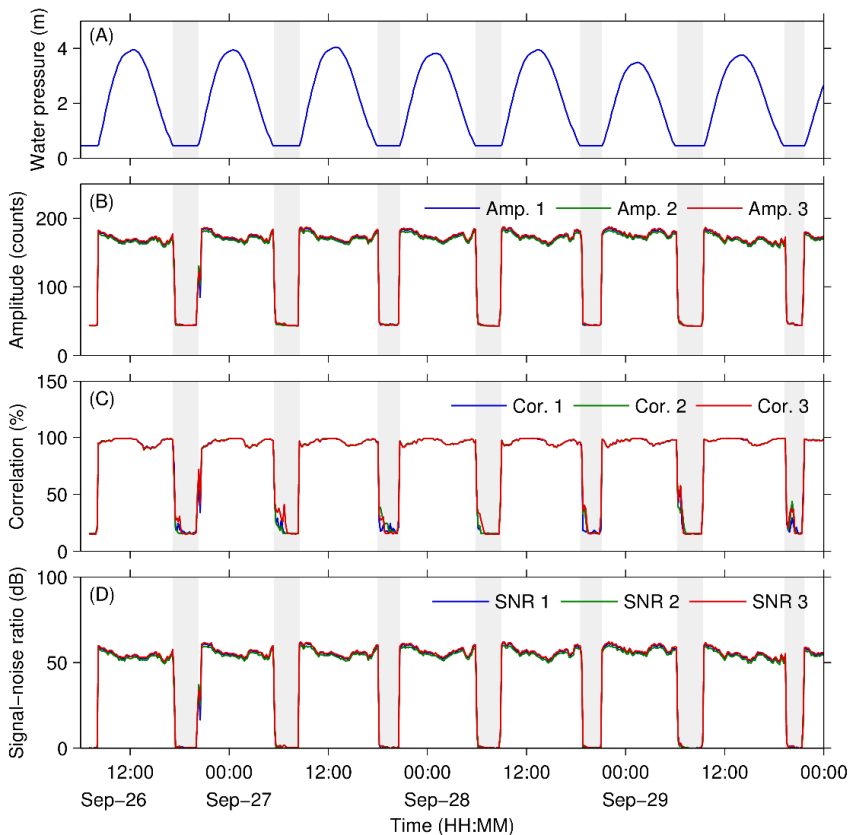 (A)
Water pressure (m)
4
2
0
(B)
Amp. 1 Amp. 2 Amp. 3
Amplitude (counts)
200
100
0
(C)
Cor. 1 Cor. 2 Cor. 3
Correlation (%)
150
100
50
0
(D)
SNR 1 SNR 2 SNR 3
Signal−noise ratio (dB)
100
50
0
12:00 00:00 12:00 00:00 12:00 00:00 12:00 00:00
Sep−26 Sep−27 Sep−28 Sep−29
Time (HH:MM)